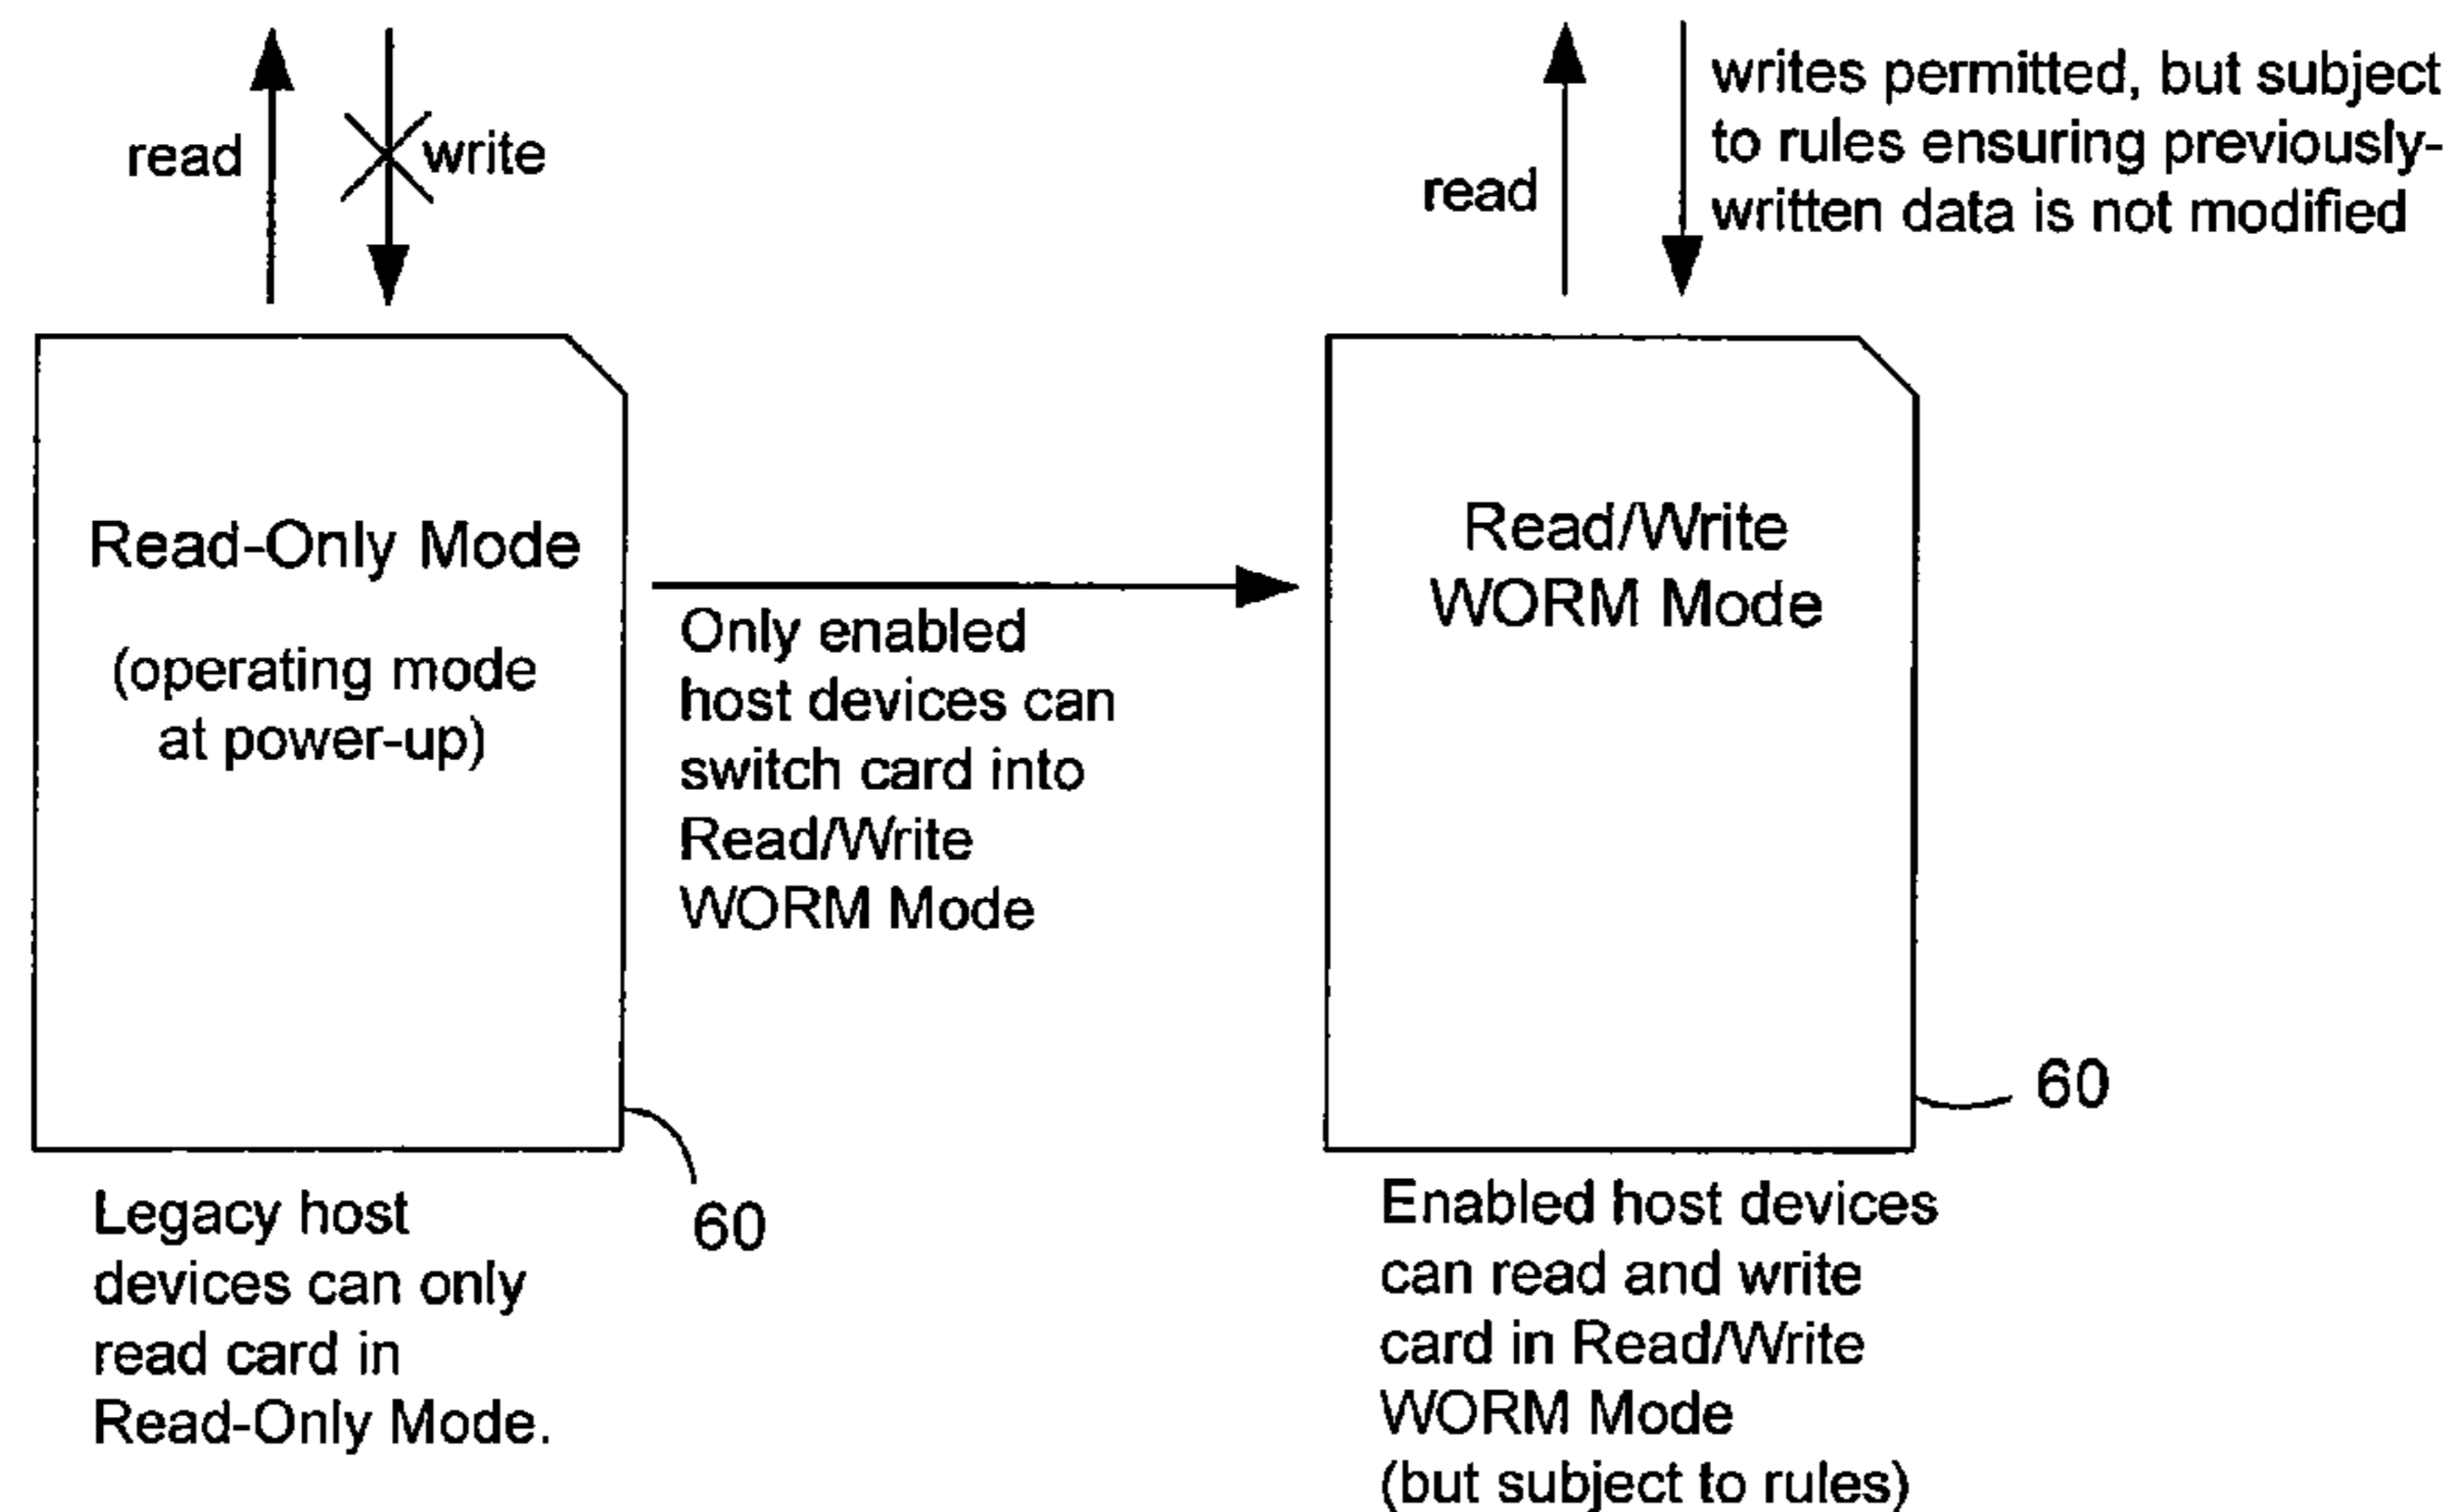 read
write
read
writes permitted, but subject
to rules ensuring previously-
written data is not modified
Read-Only Mode
(operating mode
at power-up)
Only enabled
host devices can
switch card into
Read/Write
WORM Mode
Read/Write
WORM Mode
60
60
Legacy host
devices can only
read card in
Read-Only Mode.
Enabled host devices
can read and write
card in Read/Write
WORM Mode
(but subject to rules)